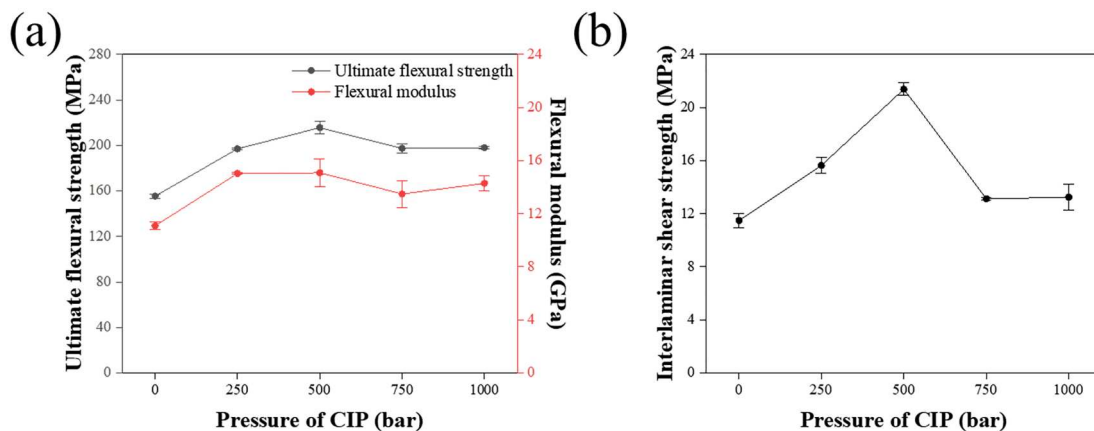 (a)
280
240
200
160
120
80
40
0
Ultimate flexural strength (MPa)
Ultimate flexural strength
Flexural modulus
24
20
16
12
8
4
0
Flexural modulus (GPa)
0 250 500 750 1000
Pressure of CIP (bar)
(b)
24
20
16
12
8
4
0
Interlaminar shear strength (MPa)
0 250 500 750 1000
Pressure of CIP (bar)